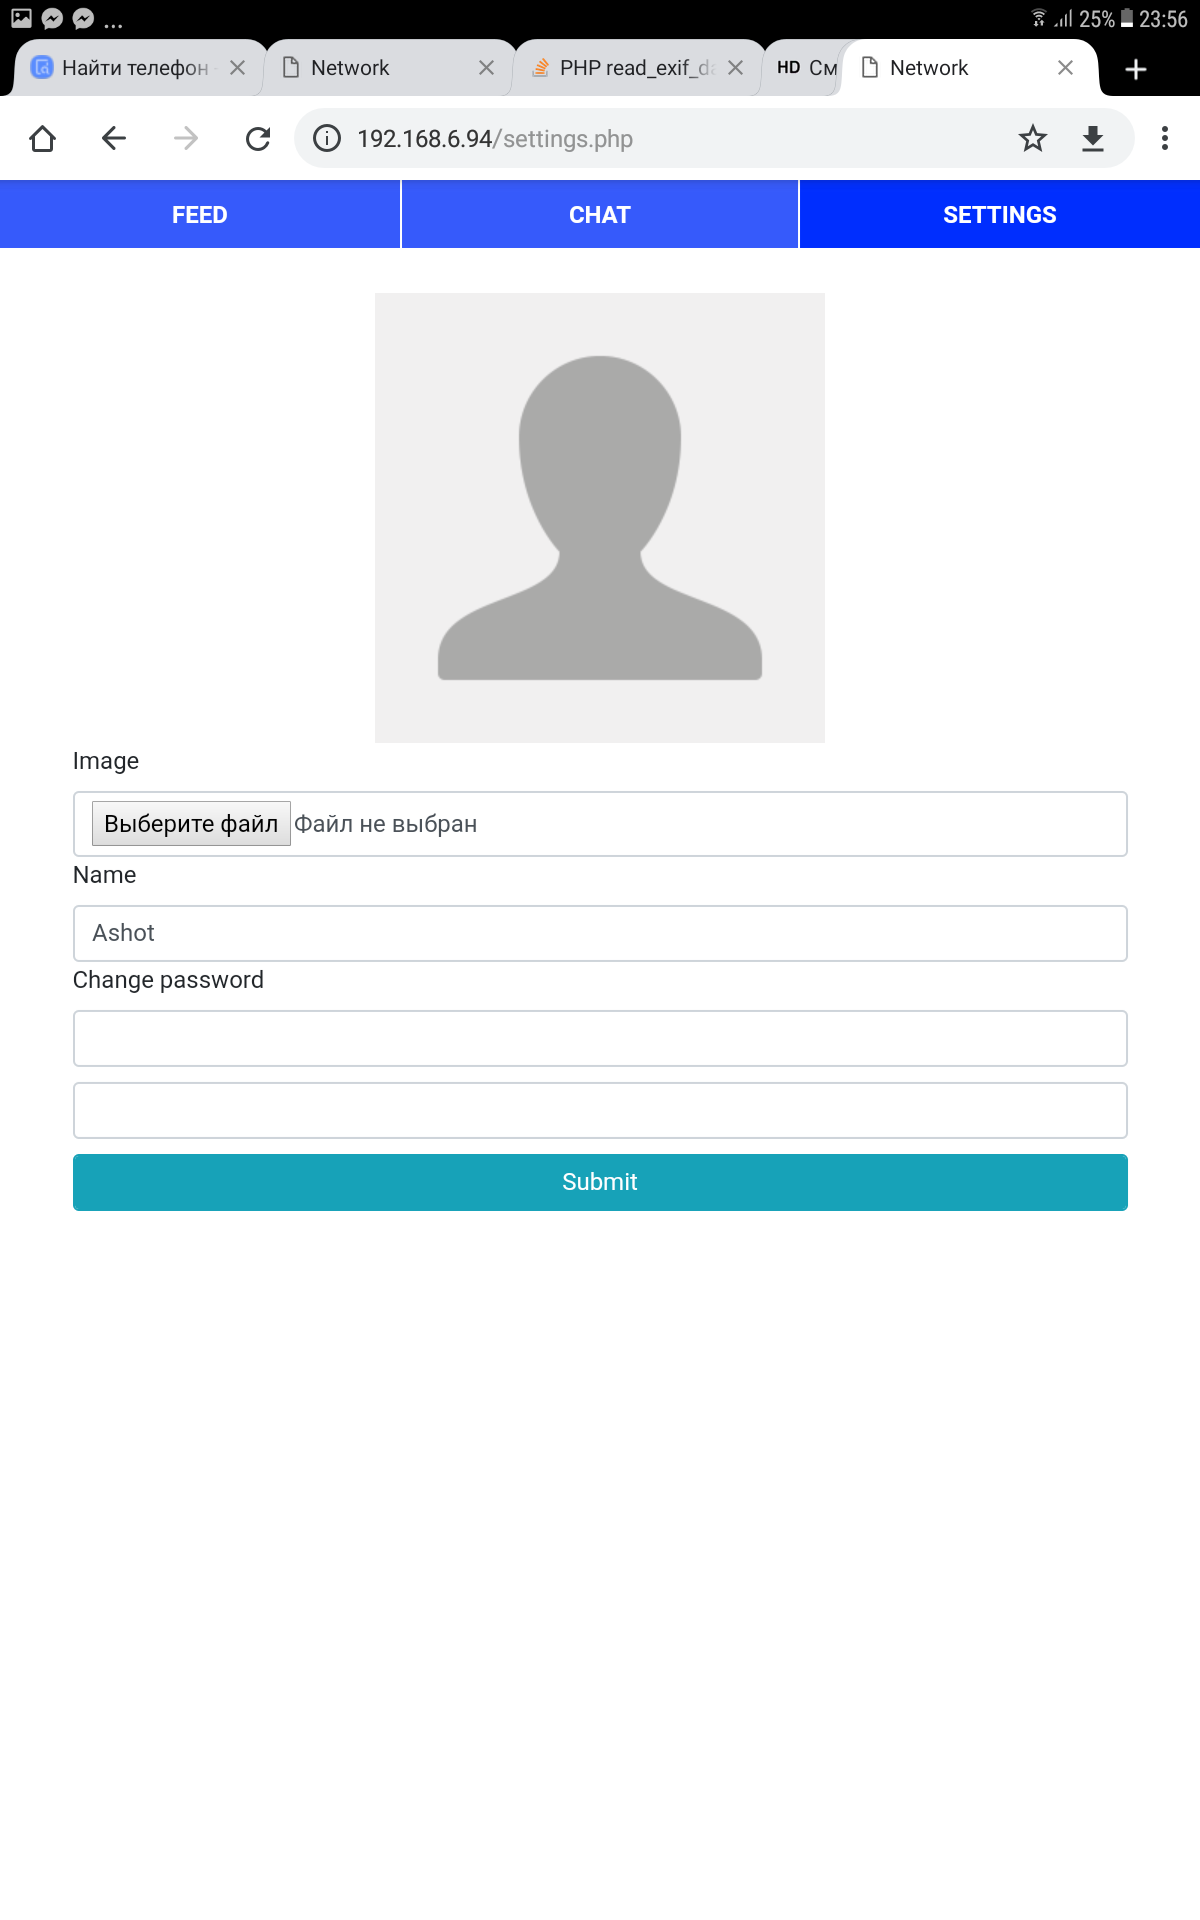 ... 25% 23:56
Найти телефон Network PHP read_exif_da HD См Network
192.168.6.94/settings.php
FEED CHAT SETTINGS
Image
Выберите файл Файл не выбран
Name
Ashot
Change password
Submit